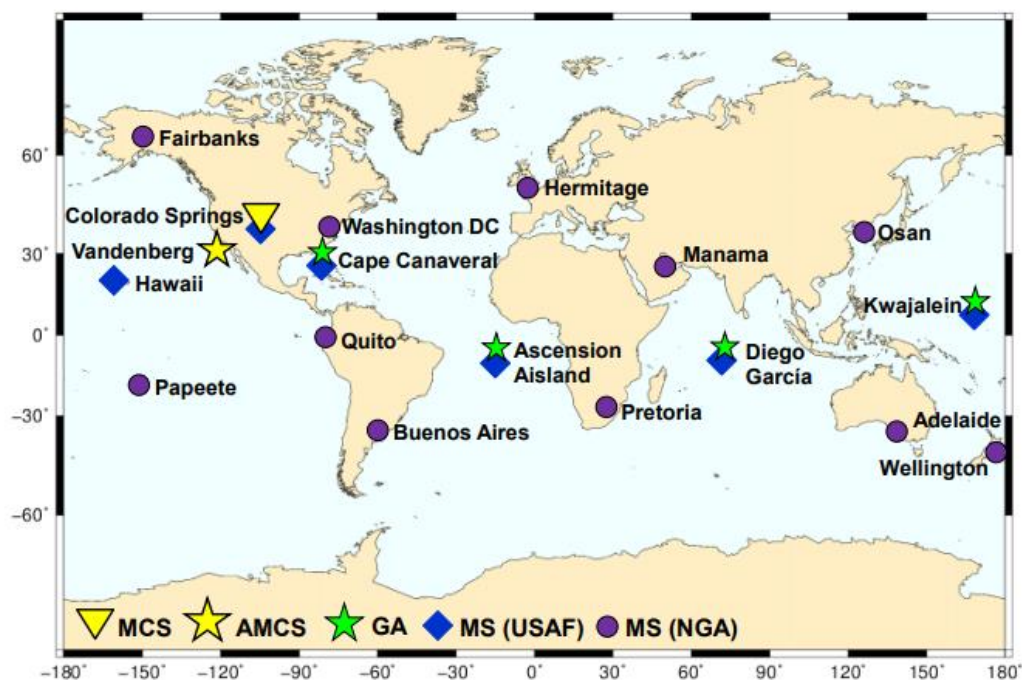 Fairbanks
60°
Hermitage
Colorado Springs
Washington DC
Osan
Vandenberg
30°
Cape Canaveral
Manama
Hawaii
Kwajalein
0°
Quito
Ascension
Aisland
Diego
García
Papeete
Pretoria
−30°
Buenos Aires
Adelaide
Wellington
−60°
MCS AMCS GA MS (USAF) MS (NGA)
−180 −150 −120 −90 −60 −30 0 30 60 90 120 150 180